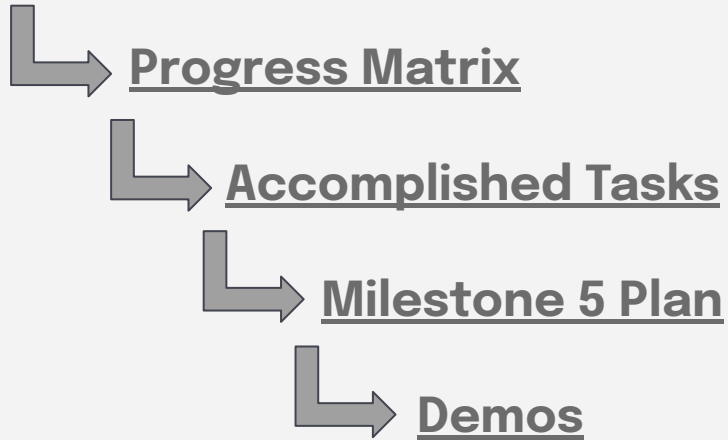 Progress Matrix
Accomplished Tasks
Milestone 5 Plan
Demos